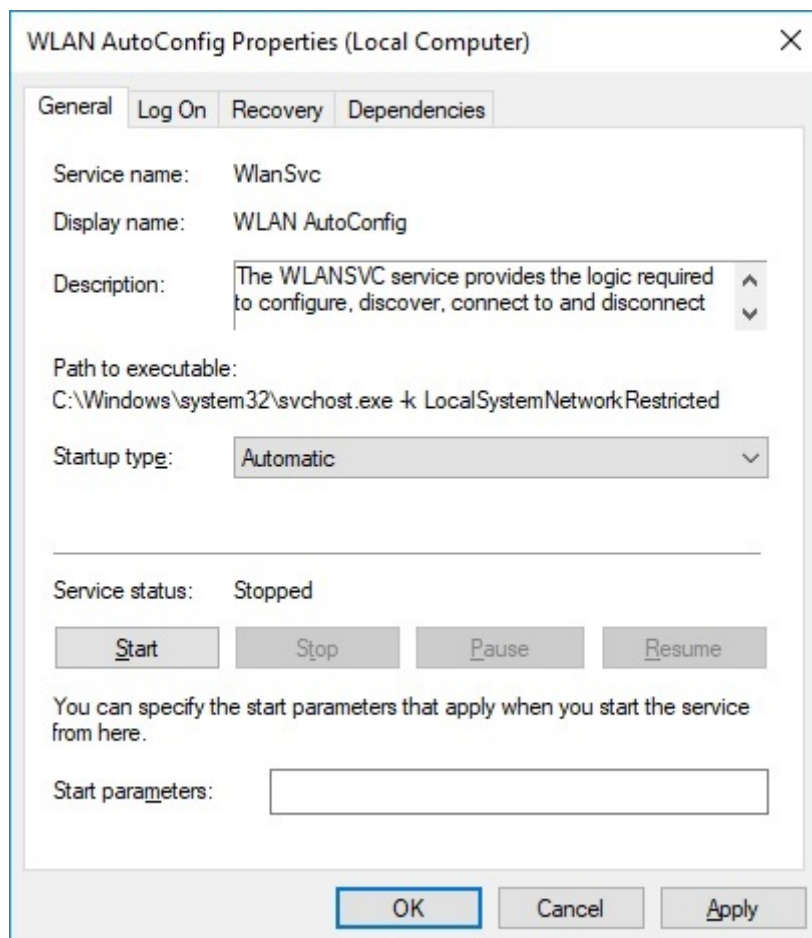 WLAN AutoConfig Properties (Local Computer)
General Log On Recovery Dependencies
Service name: WlanSvc
Display name: WLAN AutoConfig
Description: The WLANSVC service provides the logic required
to configure, discover, connect to and disconnect
Path to executable:
C:\Windows\system32\svchost.exe -k LocalSystemNetworkRestricted
Startup type: Automatic
Service status: Stopped
Start Stop Pause Resume
You can specify the start parameters that apply when you start the service
from here.
Start parameters:
OK Cancel Apply